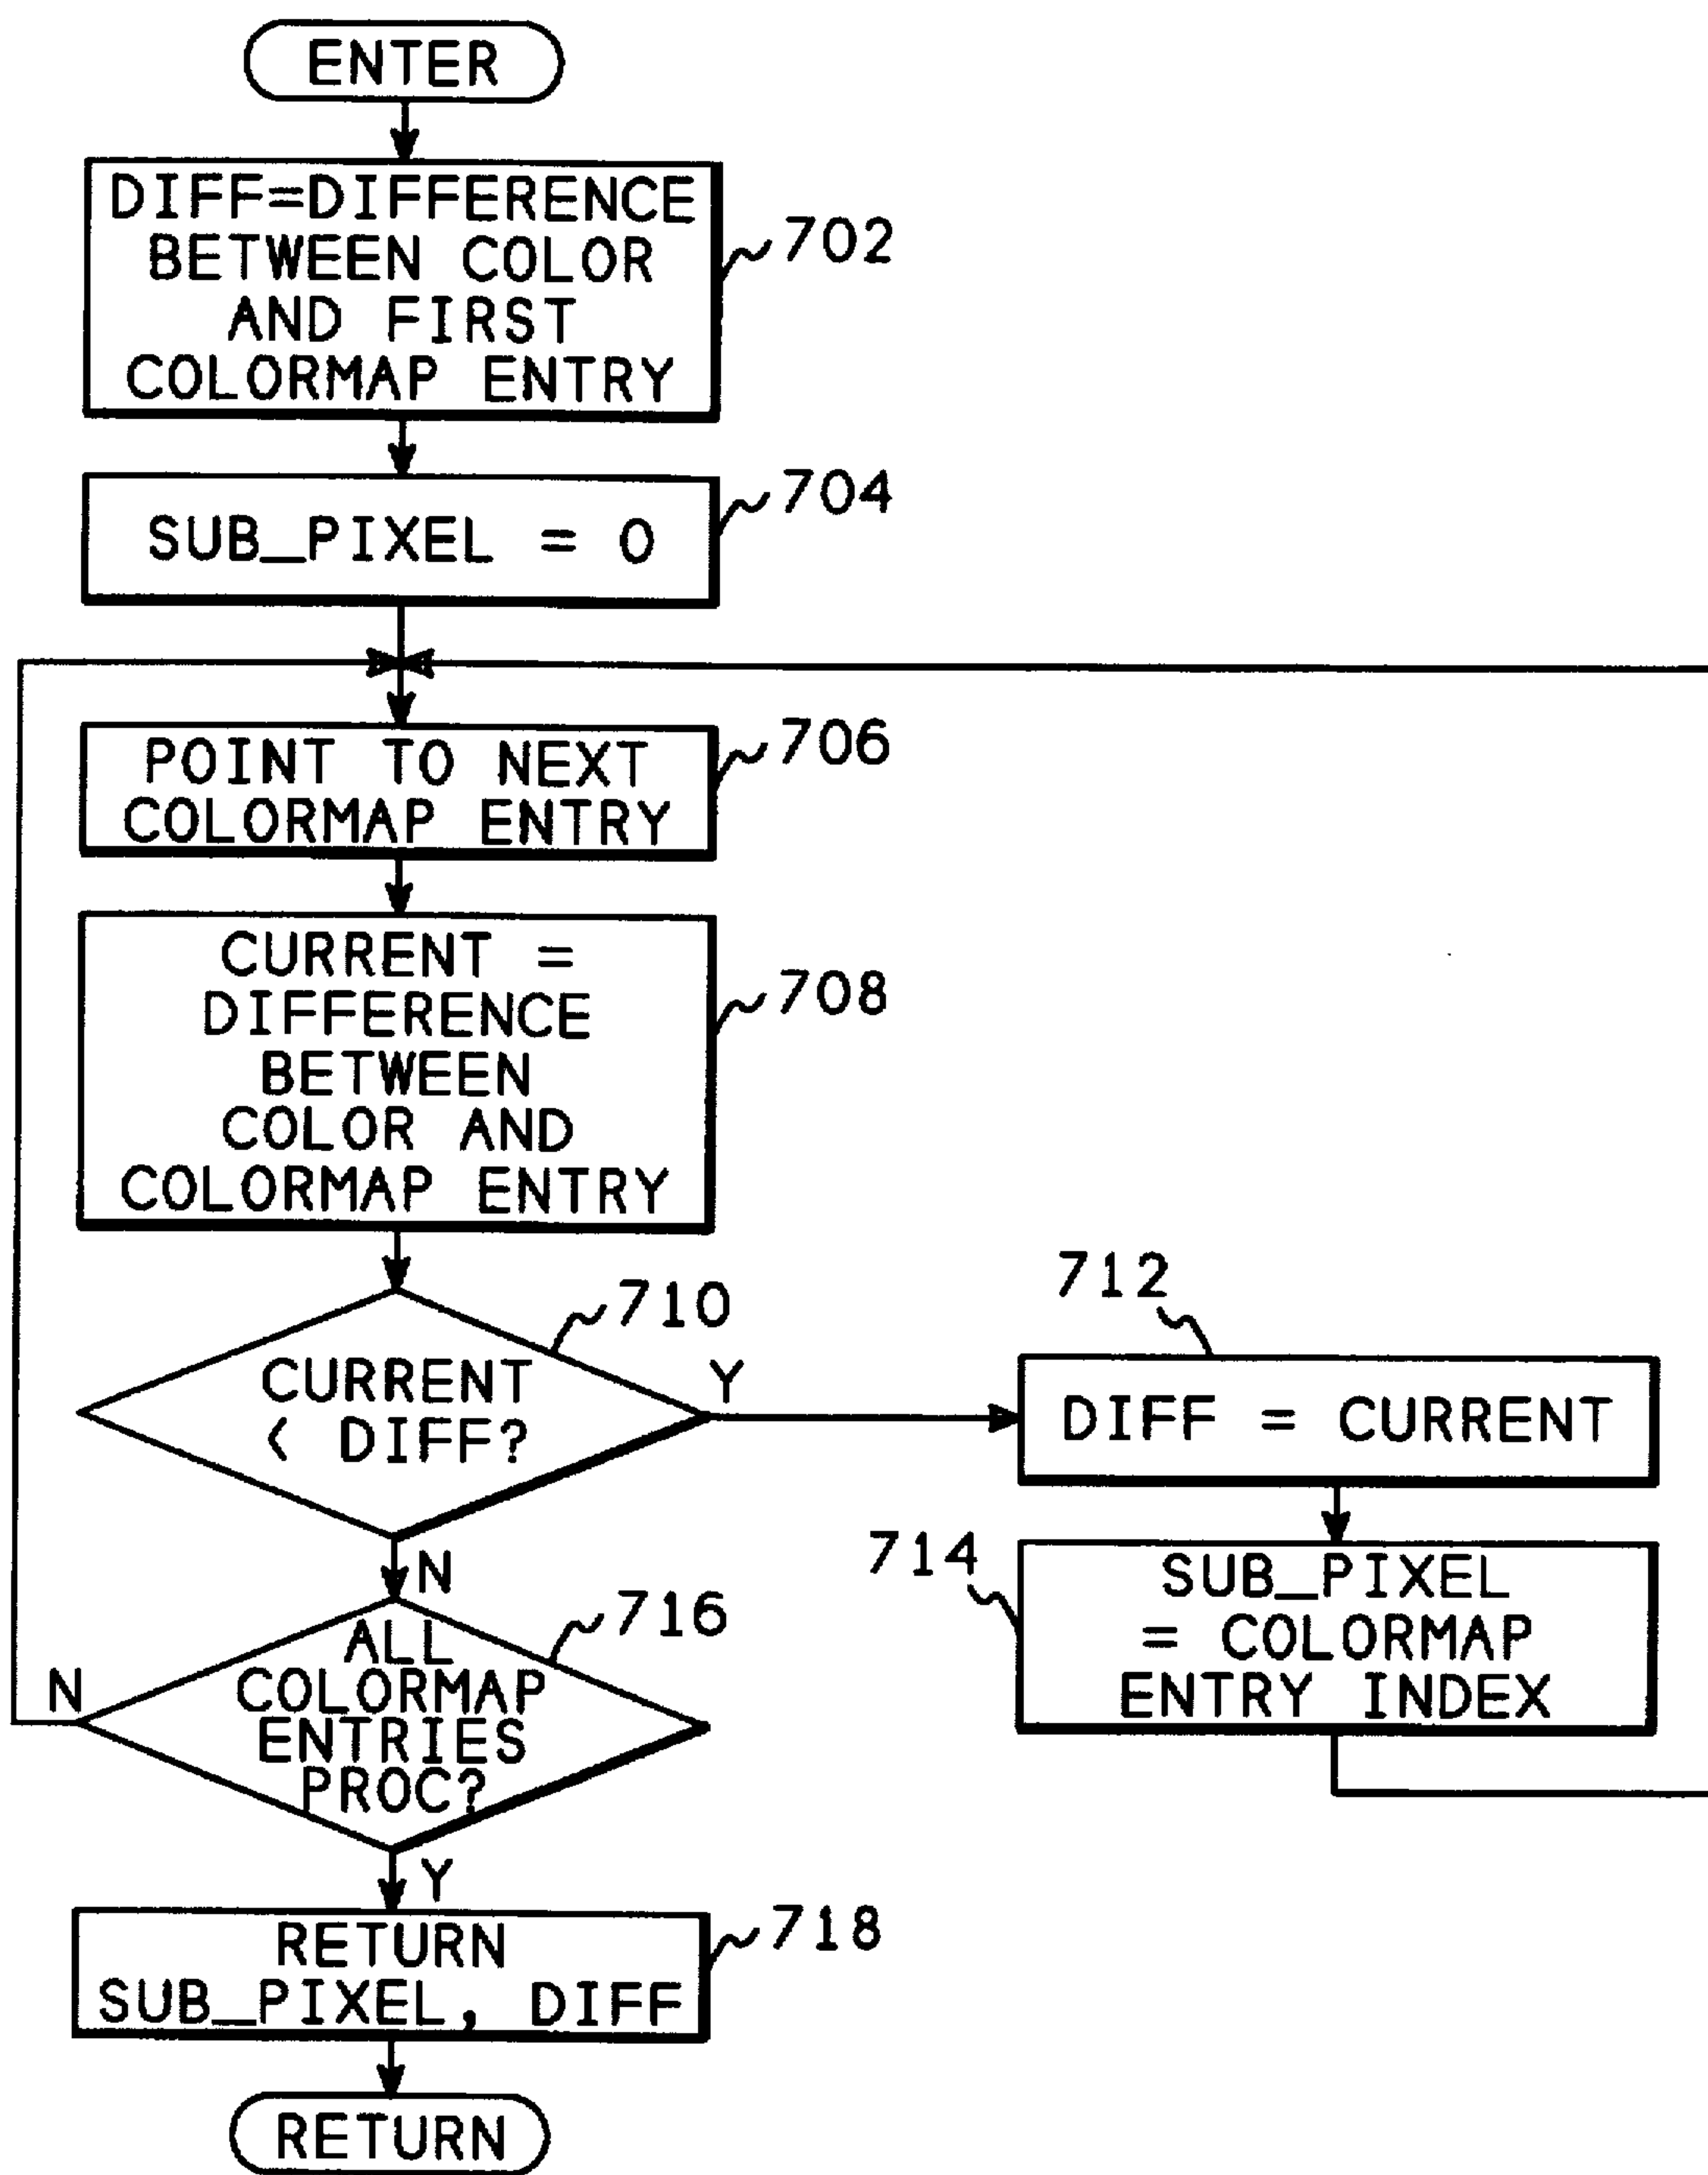 ENTER
DIFF=DIFFERENCE
BETWEEN COLOR
AND FIRST
COLORMAP ENTRY
702
SUB_PIXEL = 0
704
POINT TO NEXT
COLORMAP ENTRY
706
CURRENT =
DIFFERENCE
BETWEEN
COLOR AND
COLORMAP ENTRY
708
CURRENT
< DIFF?
710
Y
N
712
DIFF = CURRENT
714
SUB_PIXEL
= COLORMAP
ENTRY INDEX
ALL
COLORMAP
ENTRIES
PROC?
716
N
Y
RETURN
SUB_PIXEL, DIFF
718
RETURN